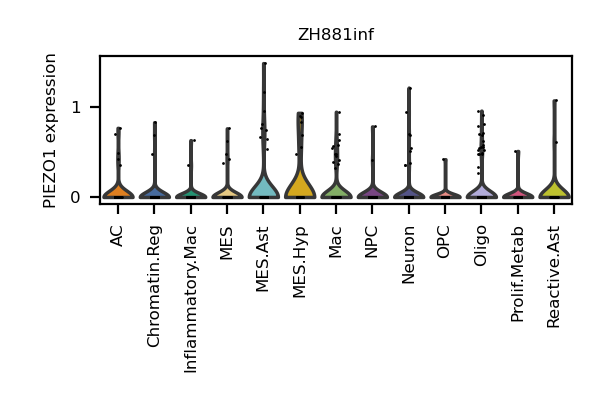 ZH881inf
PIEZO1 expression
1
0
AC
Chromatin.Reg
Inflammatory.Mac
MES
MES.Ast
MES.Hyp
Mac
NPC
Neuron
OPC
Oligo
Prolif.Metab
Reactive.Ast